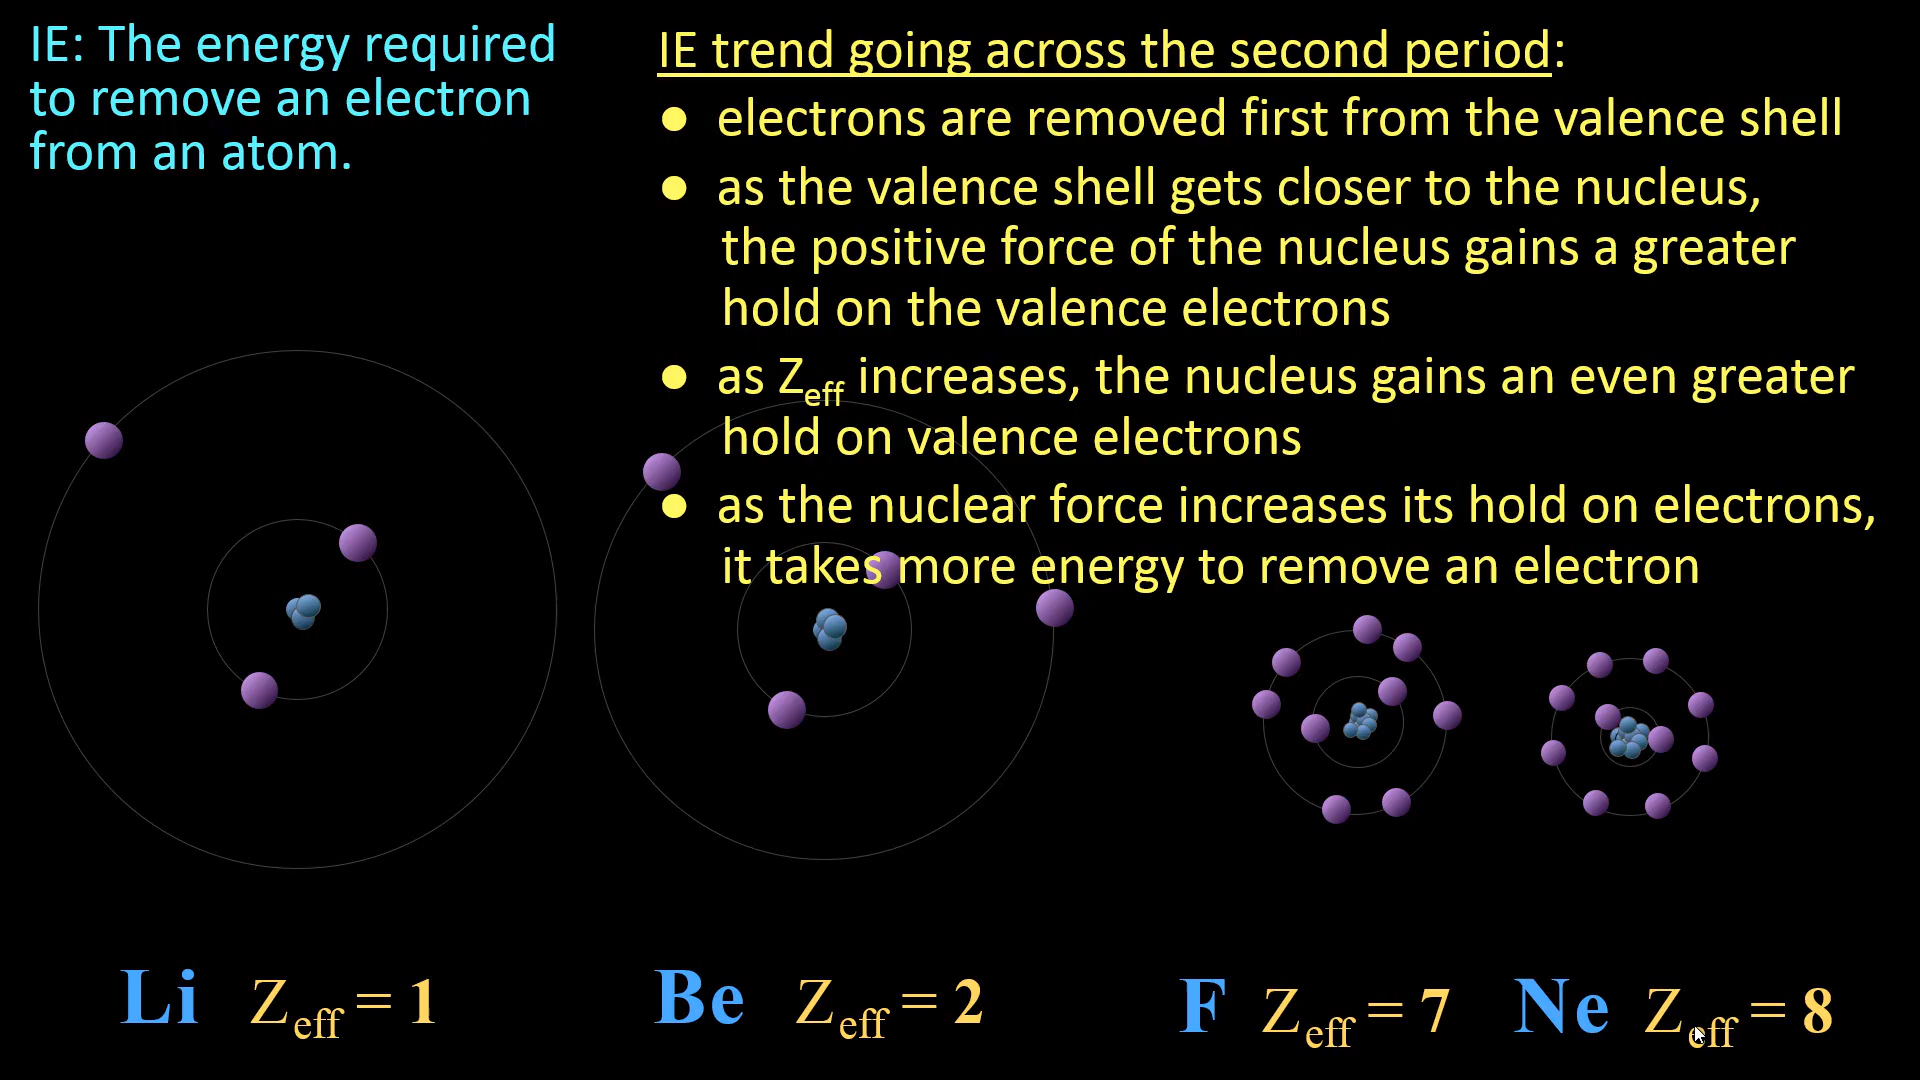 IE: The energy required
to remove an electron
from an atom.
IE trend going across the second period:
● electrons are removed first from the valence shell
● as the valence shell gets closer to the nucleus,
the positive force of the nucleus gains a greater
hold on the valence electrons
● as Zeff increases, the nucleus gains an even greater
hold on valence electrons
● as the nuclear force increases its hold on electrons,
it takes more energy to remove an electron
Li Zeff = 1
Be Zeff = 2
F Zeff = 7
Ne Zeff = 8